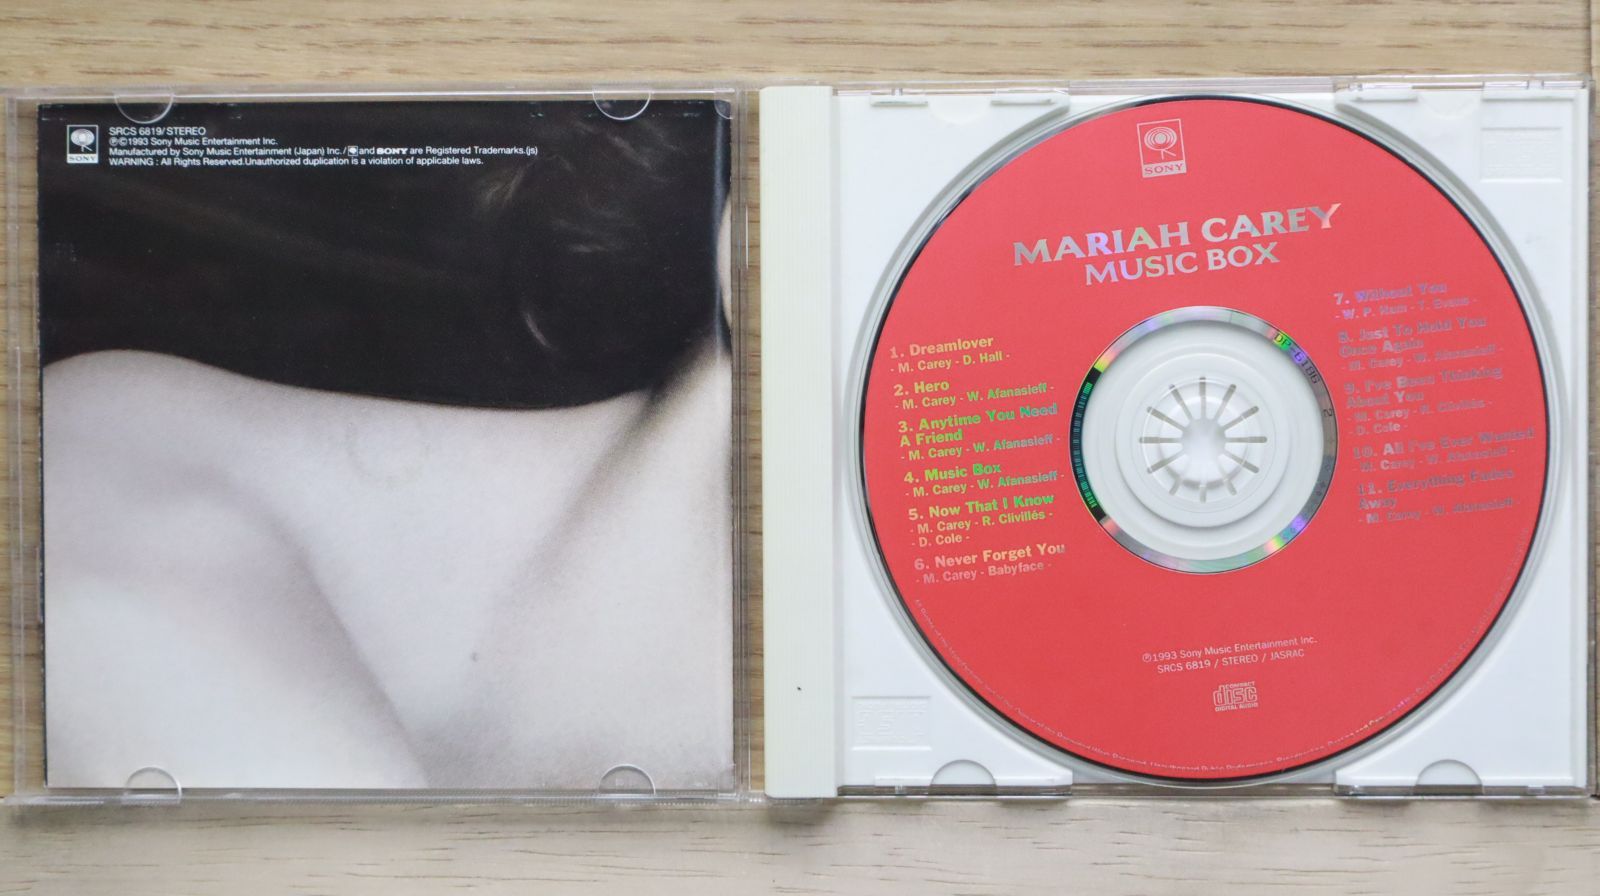 SONY
SRCS 6819/STEREO
℗©1993 Sony Music Entertainment Inc.
Manufactured by Sony Music Entertainment (Japan) Inc./ and SONY are Registered Trademarks.(js)
WARNING : All Rights Reserved.Unauthorized duplication is a violation of applicable laws.
SONY
MARIAH CAREY
MUSIC BOX
1. Dreamlover
- M. Carey - D. Hall -
2. Hero
- M. Carey - W. Afanasieff -
3. Anytime You Need
A Friend
- M. Carey - W. Afanasieff -
4. Music Box
- M. Carey - W. Afanasieff -
5. Now That I Know
- M. Carey - R. Clivillés -
- D. Cole -
6. Never Forget You
- M. Carey - Babyface -
7. Without You
- W. P. Ham - T. Evans -
8. Just To Hold You
Once Again
- M. Carey - W. Afanasieff -
9. I've Been Thinking
About You
- M. Carey - R. Clivillés -
- D. Cole -
10. All I've Ever Wanted
- M. Carey - W. Afanasieff -
11. Everything Fades
Away
- M. Carey - W. Afanasieff -
℗1993 Sony Music Entertainment Inc.
SRCS 6819 / STEREO / JASRAC
COMPACT
disc
DIGITAL AUDIO